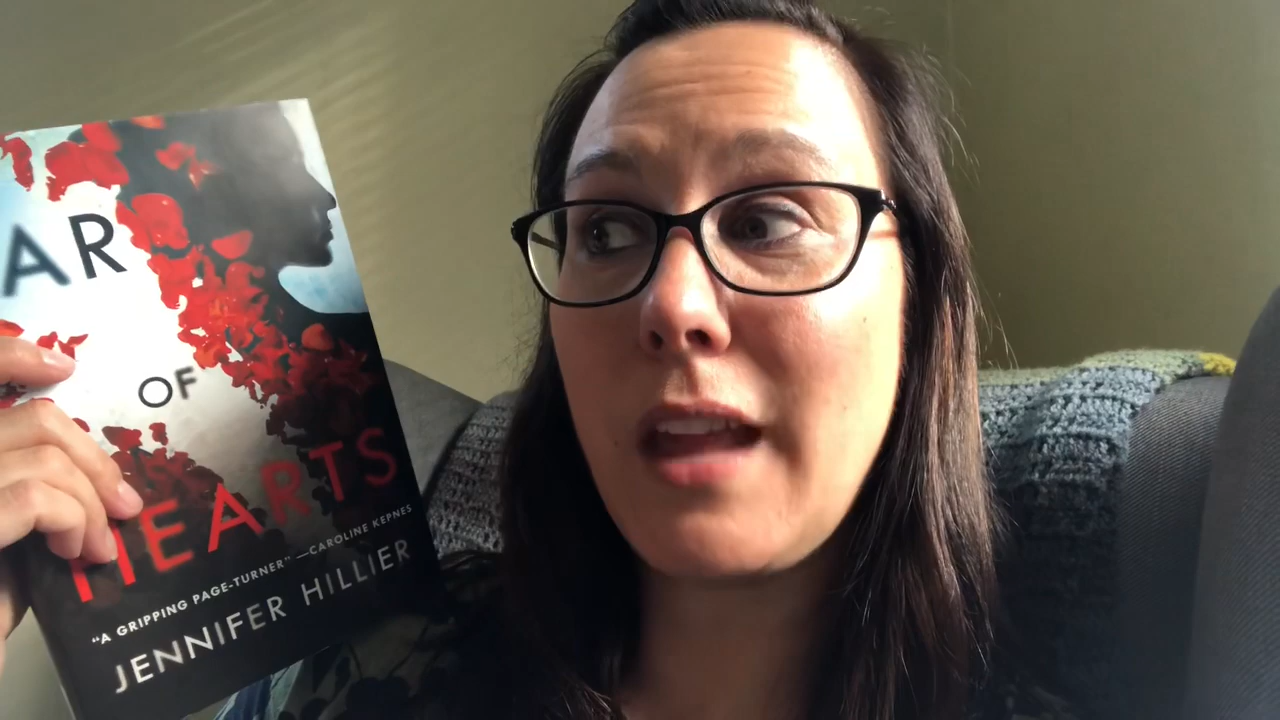 AR
OF
HEARTS
“A GRIPPING PAGE-TURNER” —CAROLINE KEPNES
JENNIFER HILLIER